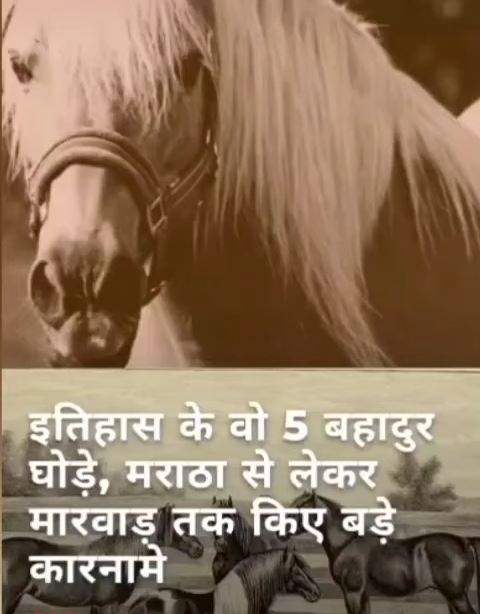 इतिहास के वो 5 बहादुर
घोड़े, मराठा से लेकर
मारवाड़ तक किए बड़े
कारनामे